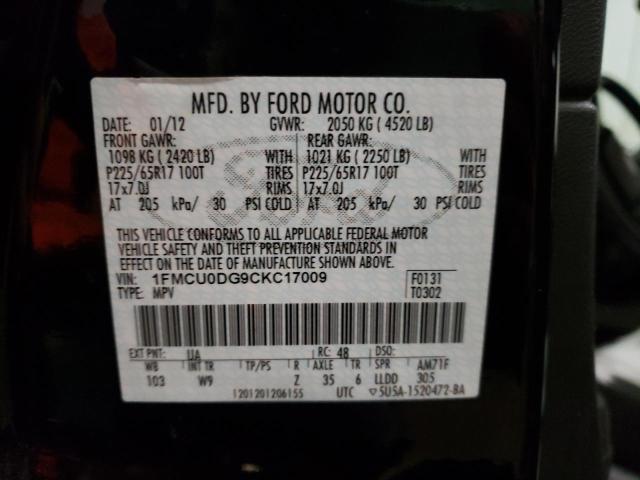 MFD. BY FORD MOTOR CO.
DATE: 01/12 GVWR: 2050 KG (4520 LB)
FRONT GAWR: REAR GAWR:
1098 KG (2420 LB) WITH 1021 KG (2250 LB) WITH
P225/65R17 100T TIRES P225/65R17 100T TIRES
17x7.0J RIMS 17x7.0J RIMS
AT 205 kPa/ 30 PSI COLD AT 205 kPa/ 30 PSI COLD
Ford
THIS VEHICLE CONFORMS TO ALL APPLICABLE FEDERAL MOTOR
VEHICLE SAFETY AND THEFT PREVENTION STANDARDS IN
EFFECT ON THE DATE OF MANUFACTURE SHOWN ABOVE.
VIN: 1FMCU0DG9CKC17009 F0131
TYPE: MPV T0302
EXT PNT: UA RC: 48 DSO:
WB INT TR TP/PS R AXLE TR SPR AM71F
103 W9 Z 35 6 LLDD 305
1201201206155 UTC ▽5U5A-1520472-BA